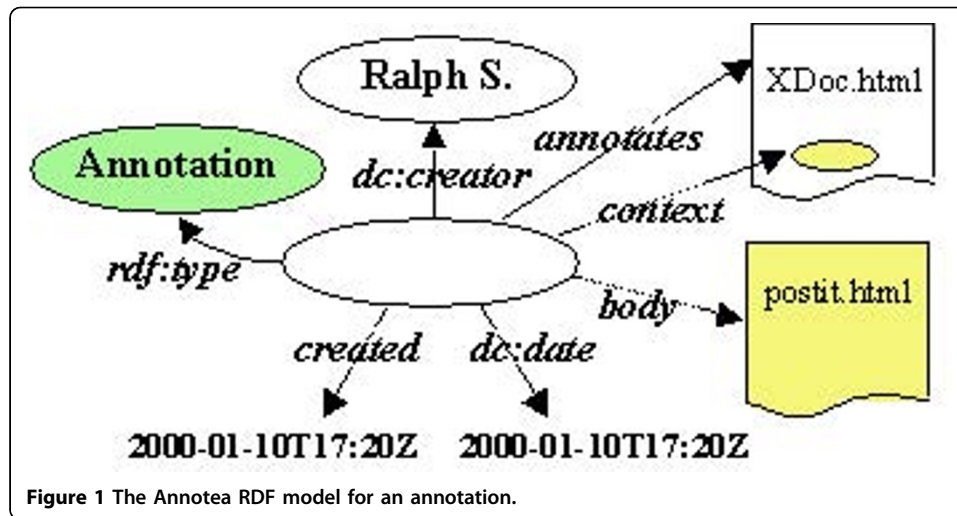 Ralph S.
XDoc.html
annotates
Annotation
dc:creator
context
rdf:type
postit.html
body
created
dc:date
2000-01-10T17:20Z
2000-01-10T17:20Z
Figure 1 The Annotea RDF model for an annotation.